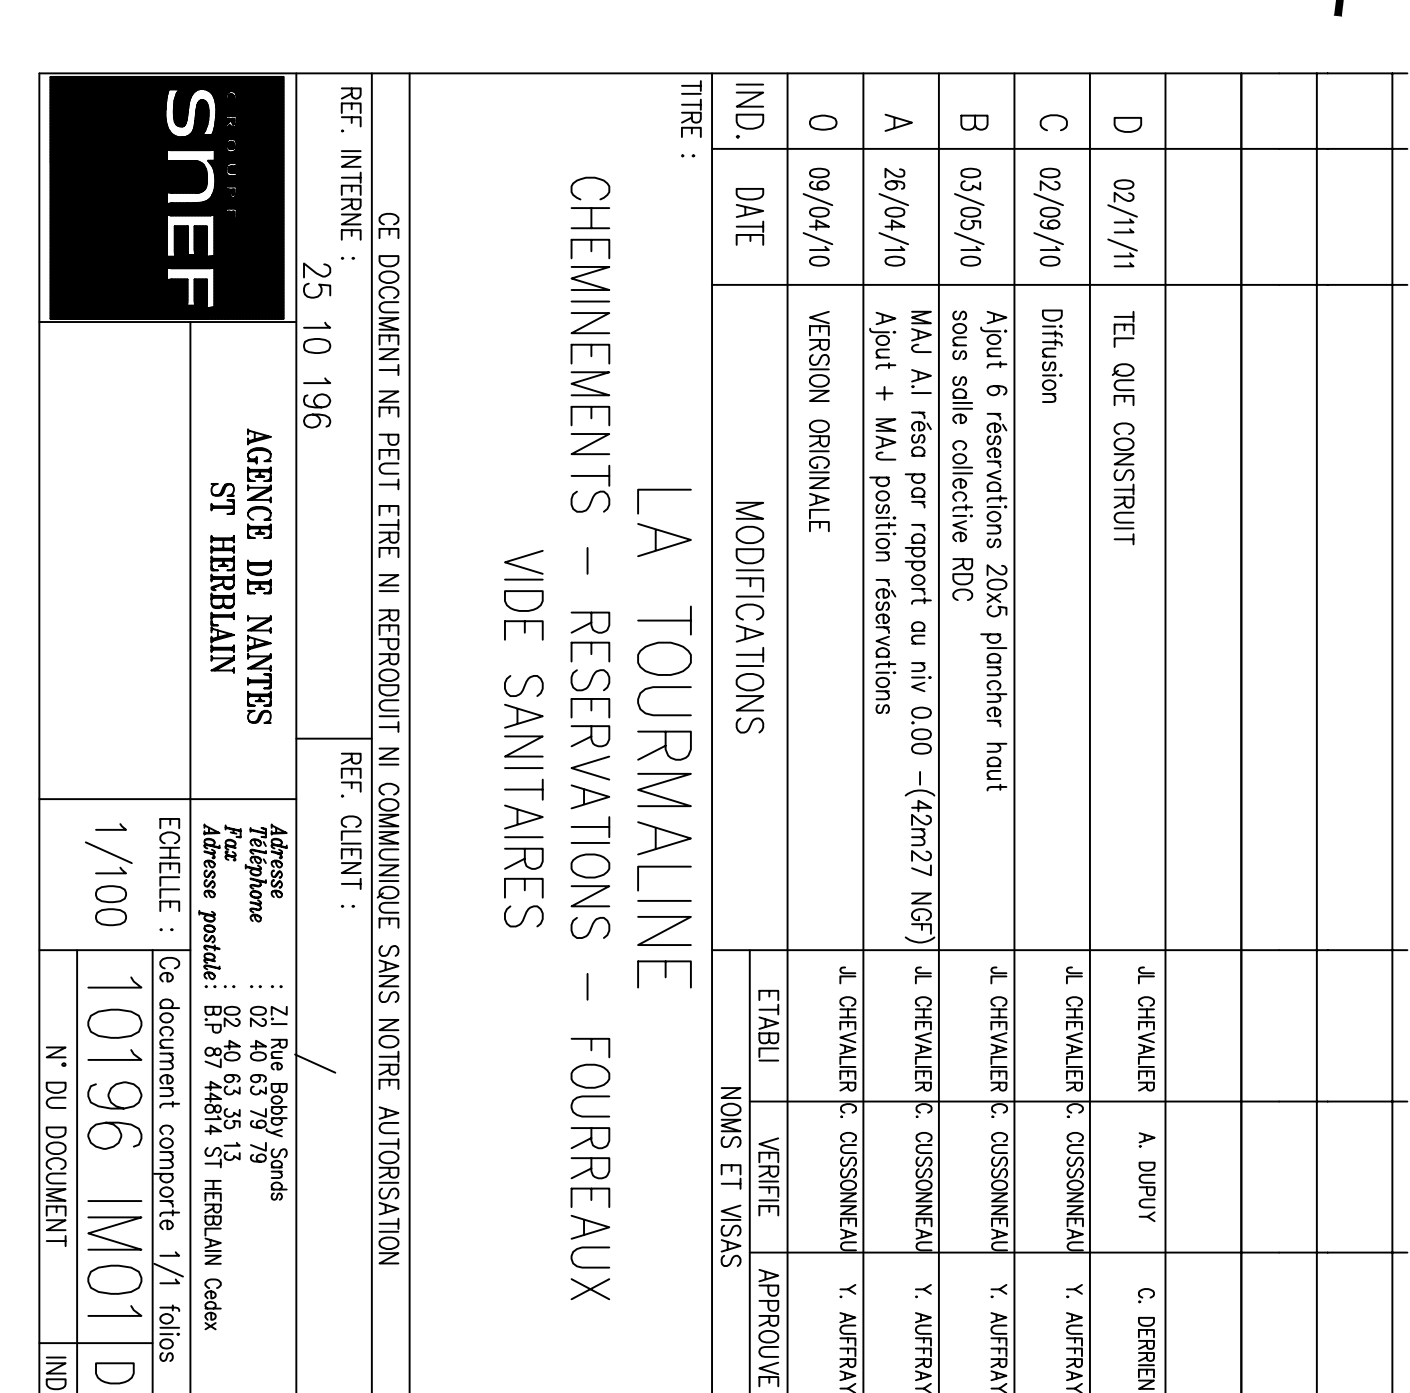 D 02/11/11 TEL QUE CONSTRUIT JL CHEVALIER A. DUPUY C. DERRIEN
C 02/09/10 Diffusion JL CHEVALIER C. CUSSONNEAU Y. AUFFRAY
B 03/05/10 Ajout 6 réservations 20x5 plancher haut
sous salle collective RDC JL CHEVALIER C. CUSSONNEAU Y. AUFFRAY
A 26/04/10 MAJ A.I résa par rapport au niv 0.00 -(42m27 NGF)
Ajout + MAJ position réservations JL CHEVALIER C. CUSSONNEAU Y. AUFFRAY
0 09/04/10 VERSION ORIGINALE JL CHEVALIER C. CUSSONNEAU Y. AUFFRAY
IND. DATE MODIFICATIONS ETABLI VERIFIE APPROUVE
NOMS ET VISAS
TITRE :
LA TOURMALINE
CHEMINEMENTS - RESERVATIONS - FOURREAUX
VIDE SANITAIRES
CE DOCUMENT NE PEUT ETRE NI REPRODUIT NI COMMUNIQUE SANS NOTRE AUTORISATION
REF. INTERNE : REF. CLIENT :
25 10 196 /
GROUPE
snEF
AGENCE DE NANTES
ST HERBLAIN
Adresse : Z.I Rue Bobby Sands
Téléphone : 02 40 63 79 79
Fax : 02 40 63 35 13
Adresse postale : B.P 87 44814 ST HERBLAIN Cedex
ECHELLE : Ce document comporte 1/1 folios
1/100 10196 IM01 D
N° DU DOCUMENT IND